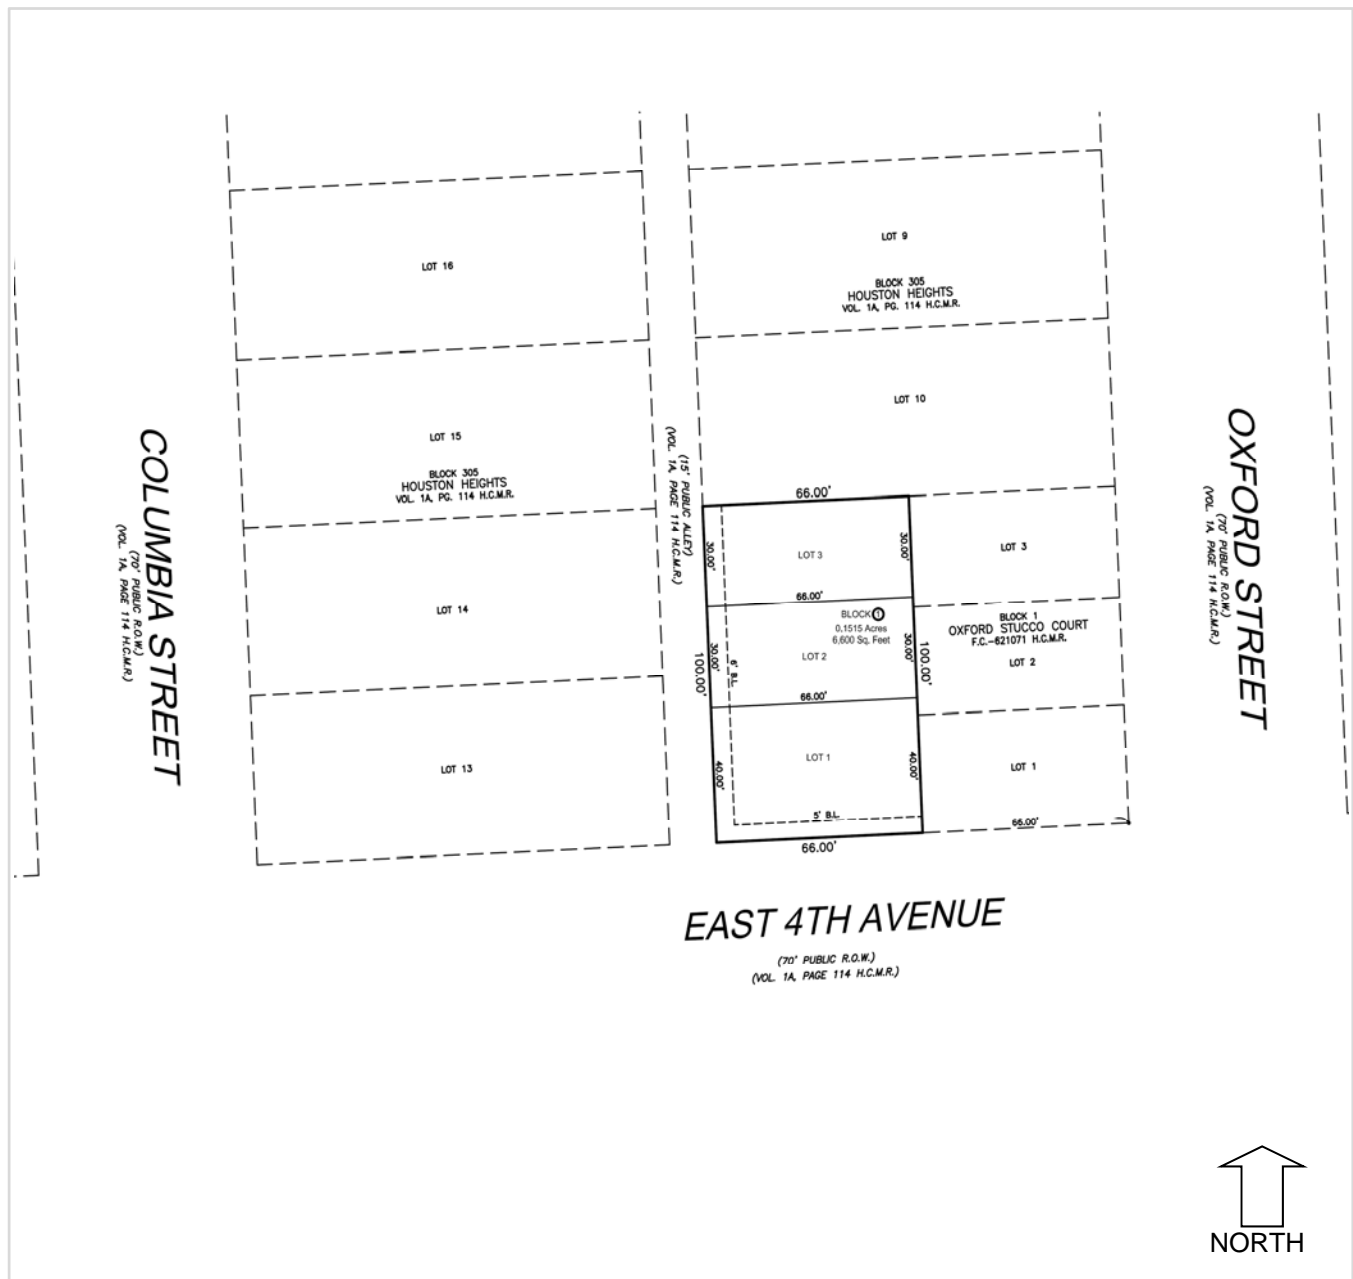 LOT 16
LOT 9
BLOCK 305
HOUSTON HEIGHTS
VOL. 1A, PG. 114 H.C.M.R.
LOT 10
LOT 15
BLOCK 305
HOUSTON HEIGHTS
VOL. 1A, PG. 114 H.C.M.R.
LOT 14
LOT 13
COLUMBIA STREET
(70' PUBLIC R.O.W.)
(VOL. 1A, PAGE 114 H.C.M.R.)
(15' PUBLIC ALLEY)
(VOL. 1A, PAGE 114 H.C.M.R.)
66.00'
30.00'
LOT 3
30.00'
66.00'
BLOCK 1
0.1515 Acres
6,600 Sq. Feet
LOT 2
30.00'
30.00'
100.00'
100.00'
6' B.L.
66.00'
LOT 1
40.00'
40.00'
5' B.L.
66.00'
LOT 3
BLOCK 1
OXFORD STUCCO COURT
F.C.-621071 H.C.M.R.
LOT 2
LOT 1
66.00'
OXFORD STREET
(70' PUBLIC R.O.W.)
(VOL. 1A, PAGE 114 H.C.M.R.)
EAST 4TH AVENUE
(70' PUBLIC R.O.W.)
(VOL. 1A, PAGE 114 H.C.M.R.)
NORTH